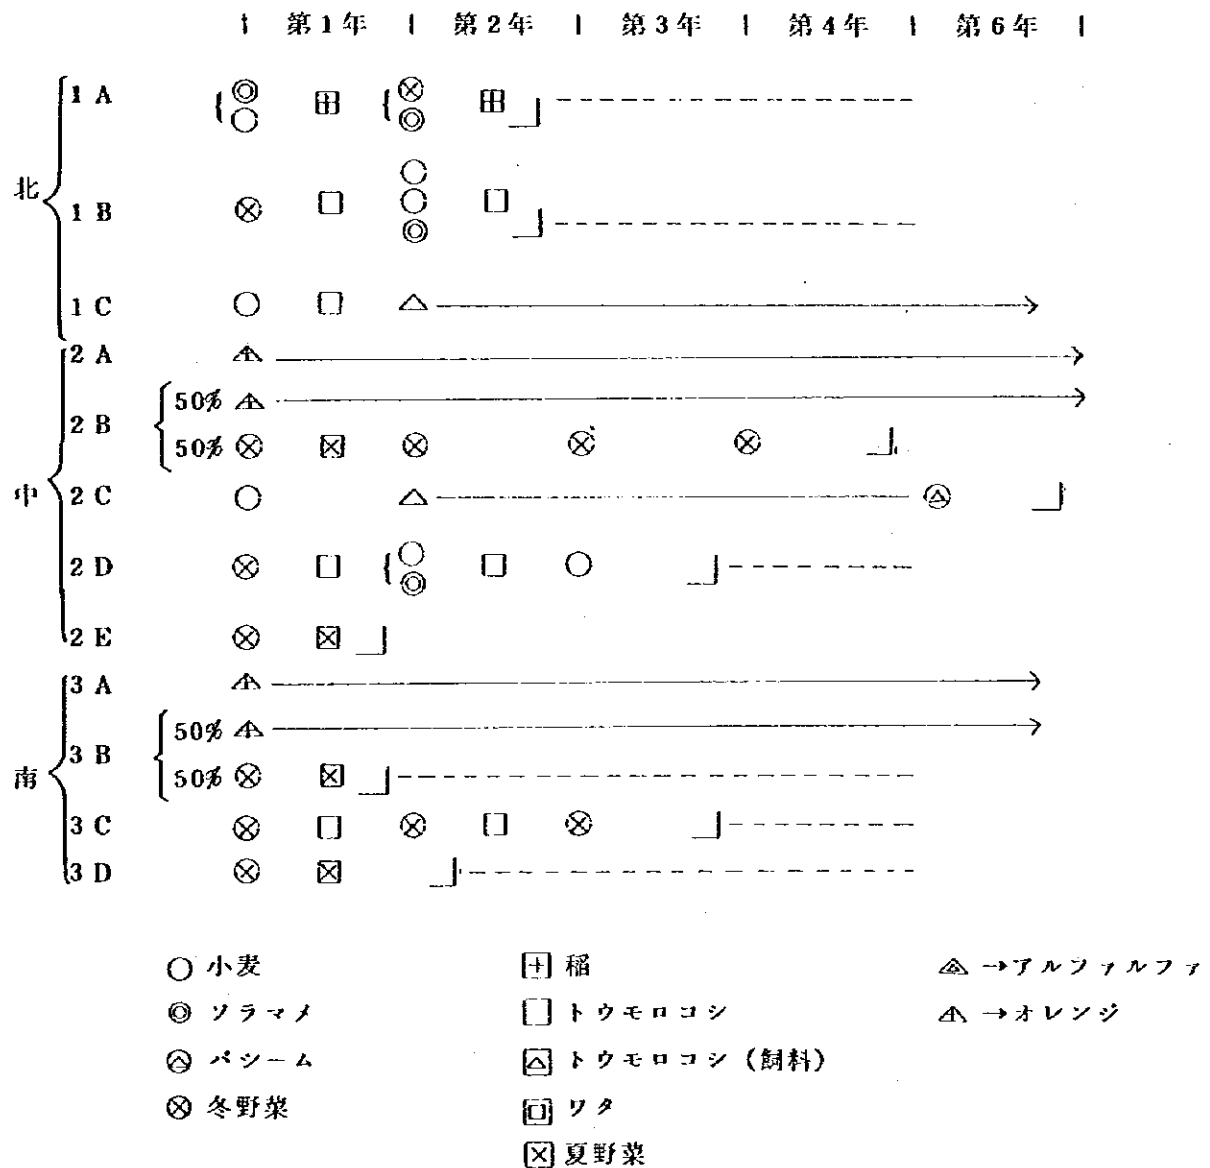 第1年 第2年 第3年 第4年 第6年
北
1 A
1 B
1 C
中
2 A
2 B 50%
50%
2 C
2 D
2 E
南
3 A
3 B 50%
50%
3 C
3 D
小麦 稲 →アルファルファ
ソラマメ トウモロコシ →オレンジ
バシーム トウモロコシ(飼料)
冬野菜 ワタ
夏野菜